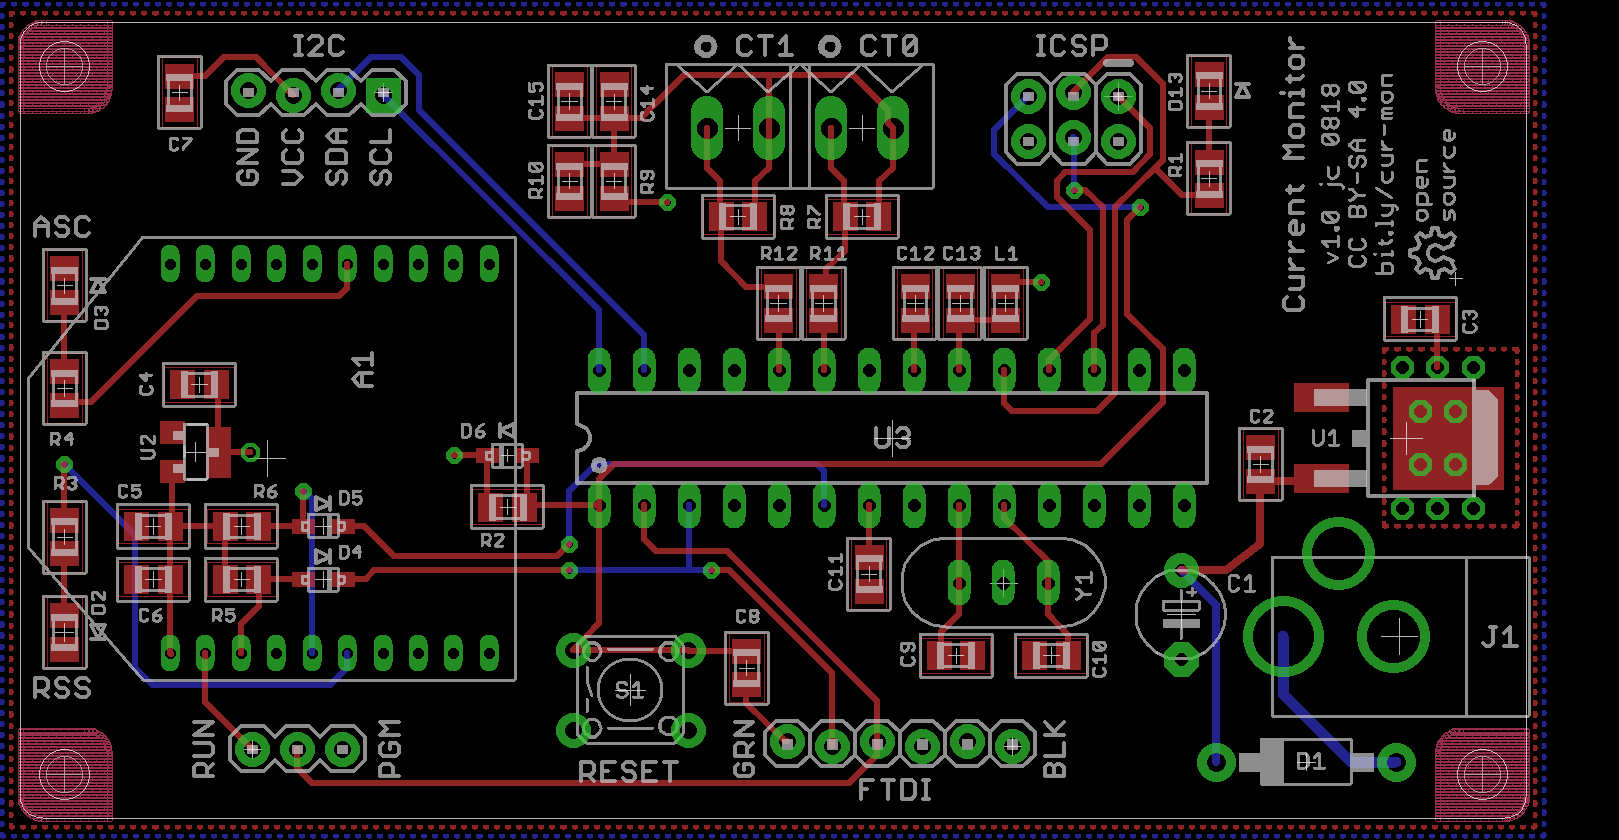 I2C
CT1
CT0
ICSP
C7
GND
VCC
SDA
SCL
C15
C14
R10
R9
R8
R7
D13
R1
Current Monitor
v1.0 jc 0818
CC BY-SA 4.0
bit.ly/cur-mon
open
source
ASC
D3
R4
A1
C4
U2
R12
R11
C12
C13
L1
C3
D6
U3
C2
U1
R3
C5
R6
D5
R2
D4
C6
R5
D2
RSS
C11
Y1
C1
C8
C9
C10
S1
J1
RUN
PGM
RESET
GRN
FTDI
BLK
D1